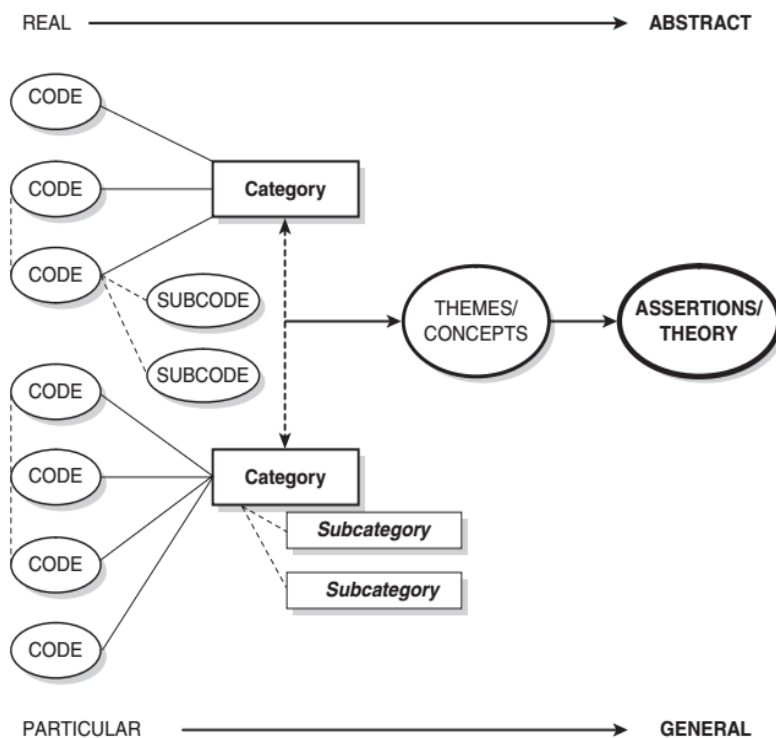 REAL
ABSTRACT
CODE
CODE
Category
CODE
SUBCODE
SUBCODE
THEMES/
CONCEPTS
ASSERTIONS/
THEORY
CODE
CODE
Category
CODE
Subcategory
Subcategory
CODE
PARTICULAR
GENERAL